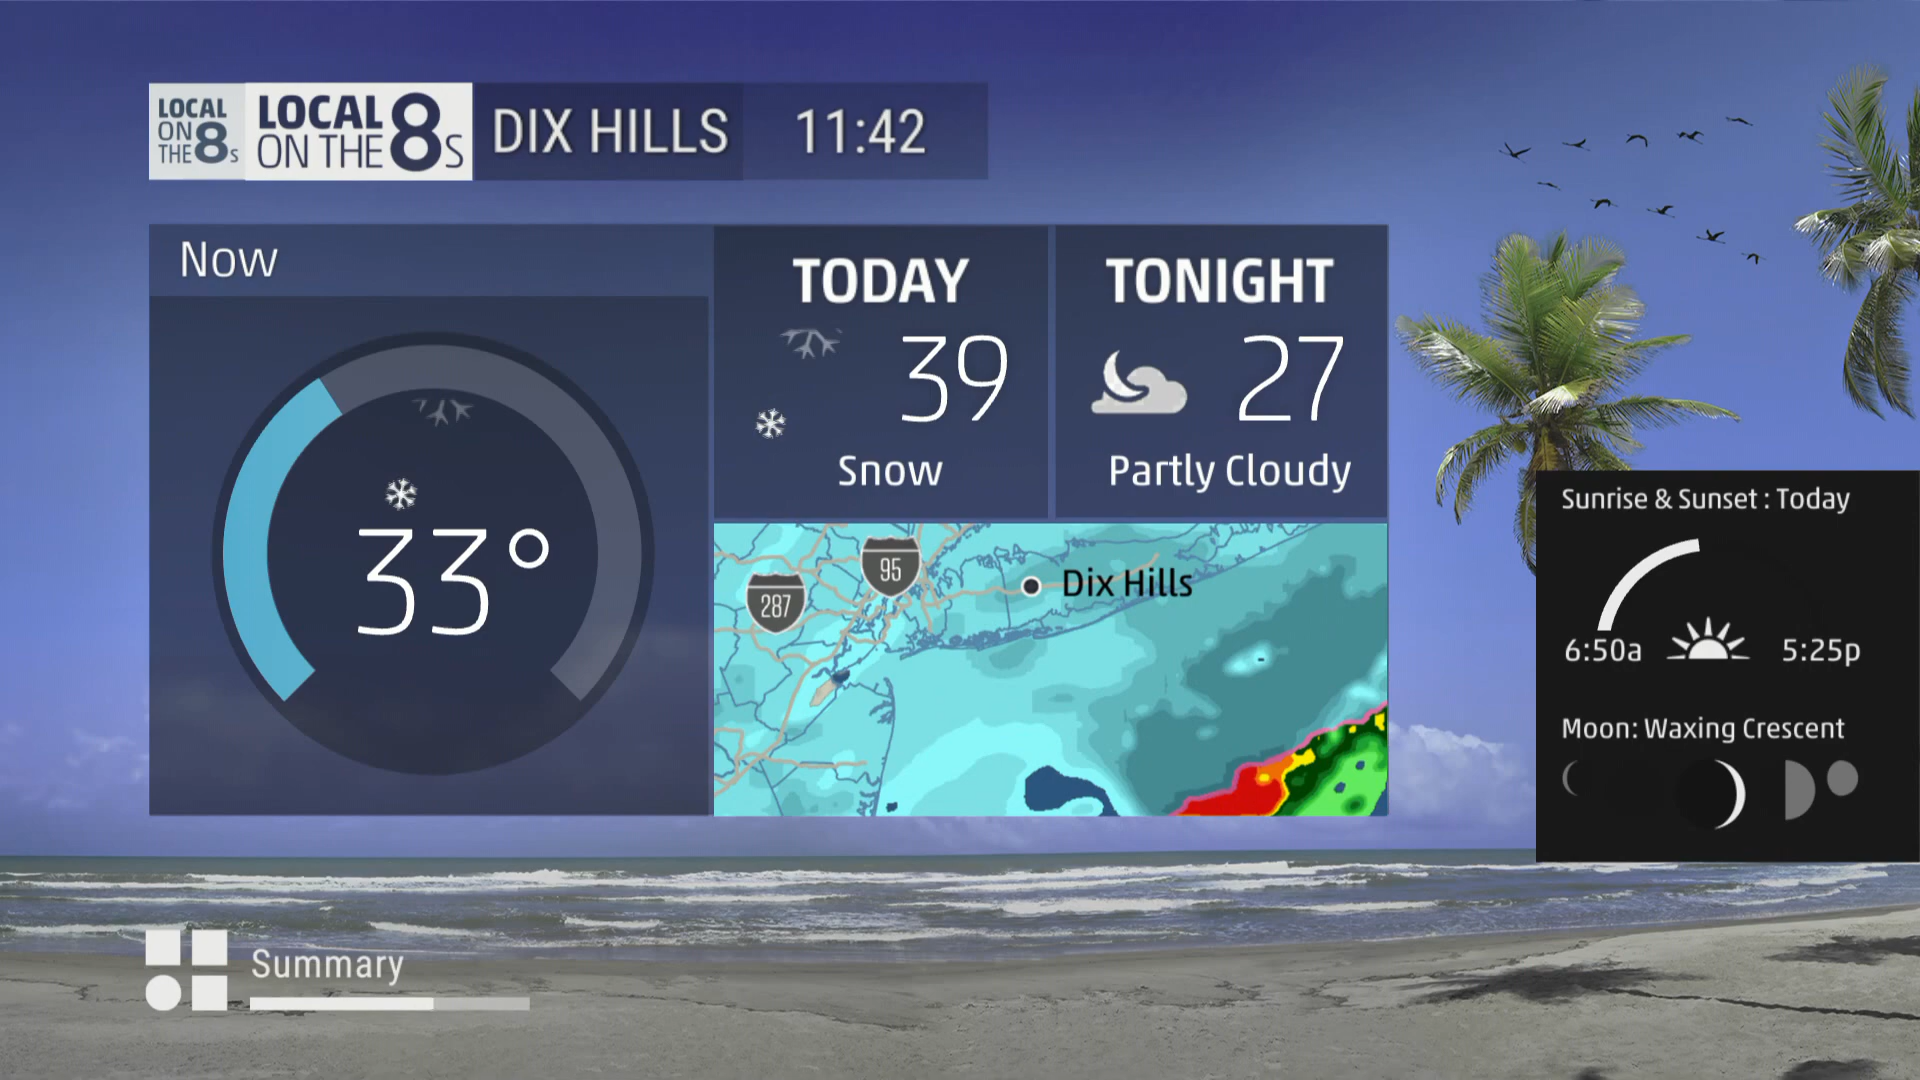 LOCAL
ON
THE 8s
LOCAL
ON THE 8s
DIX HILLS
11:42
Now
33°
TODAY
39
Snow
TONIGHT
27
Partly Cloudy
287
95
Dix Hills
Sunrise & Sunset : Today
6:50a
5:25p
Moon: Waxing Crescent
Summary